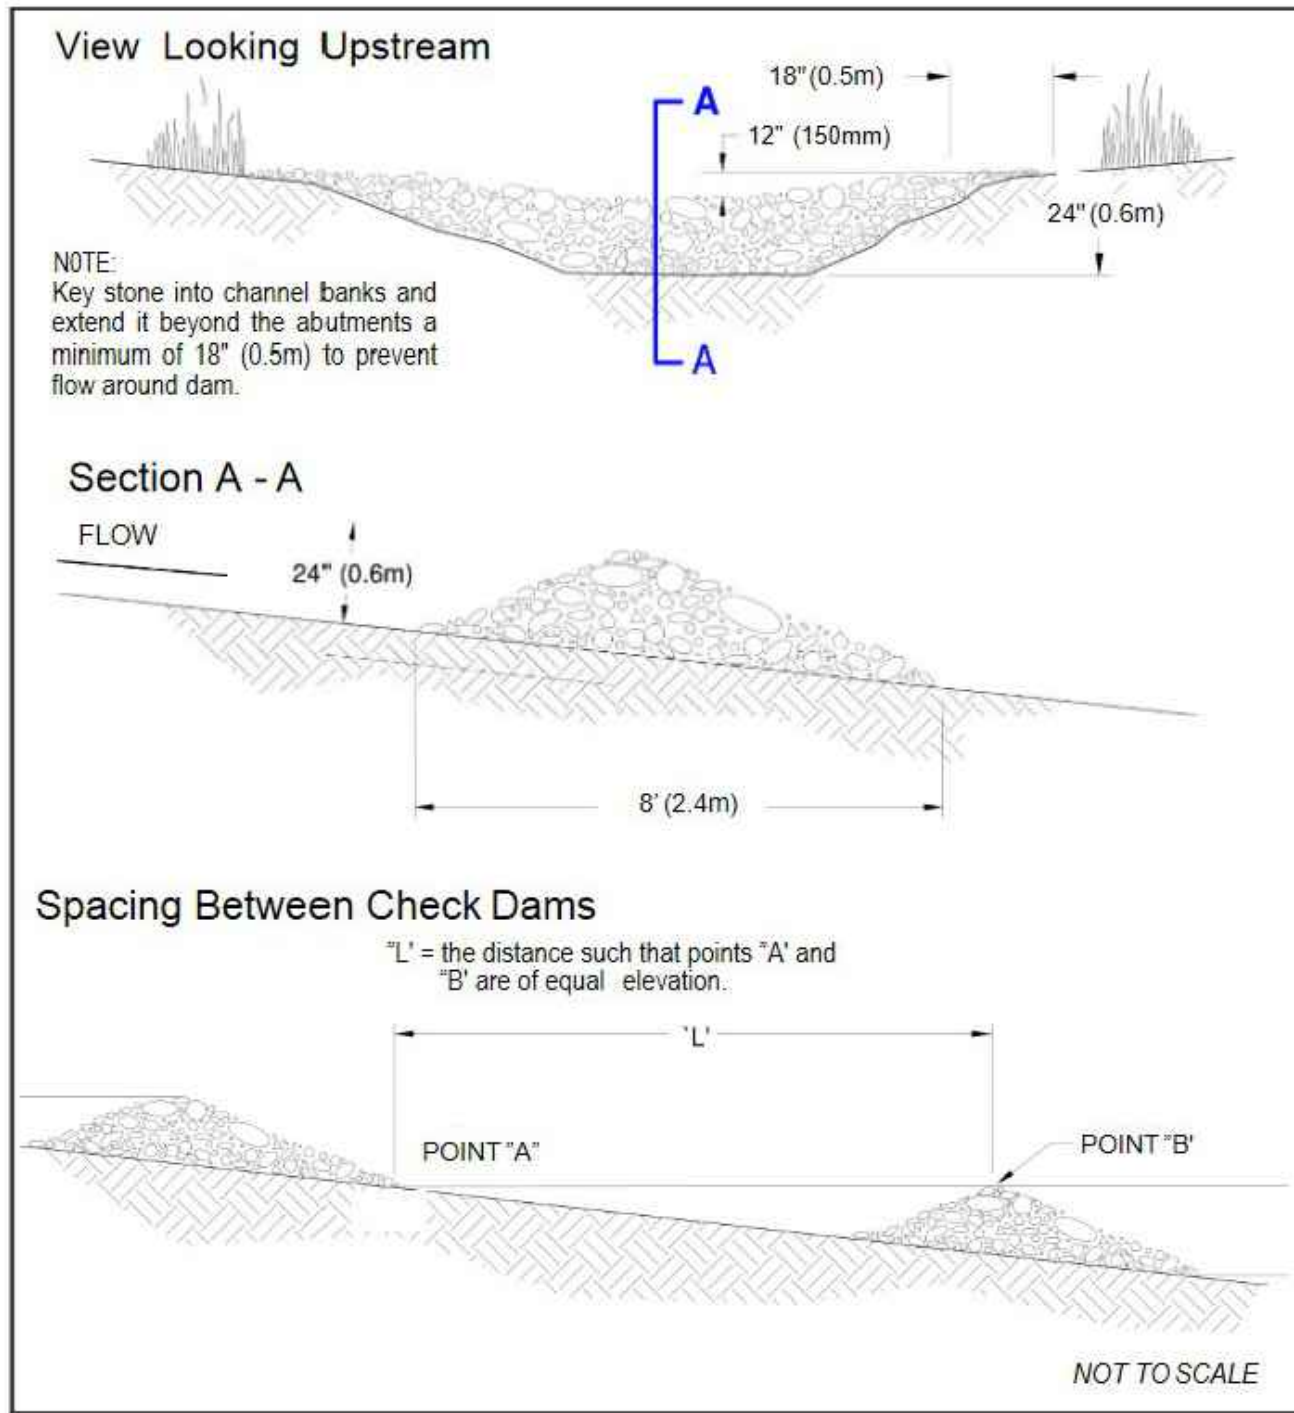 View Looking Upstream
18" (0.5m)
A
12" (150mm)
24" (0.6m)
NOTE:
Key stone into channel banks and
extend it beyond the abutments a
minimum of 18" (0.5m) to prevent
flow around dam.
A
Section A - A
FLOW
24'" (0.6m)
8' (2.4m)
Spacing Between Check Dams
"L' = the distance such that points "A' and
"B' are of equal elevation.
'L'
POINT "A"
POINT "B'
NOT TO SCALE